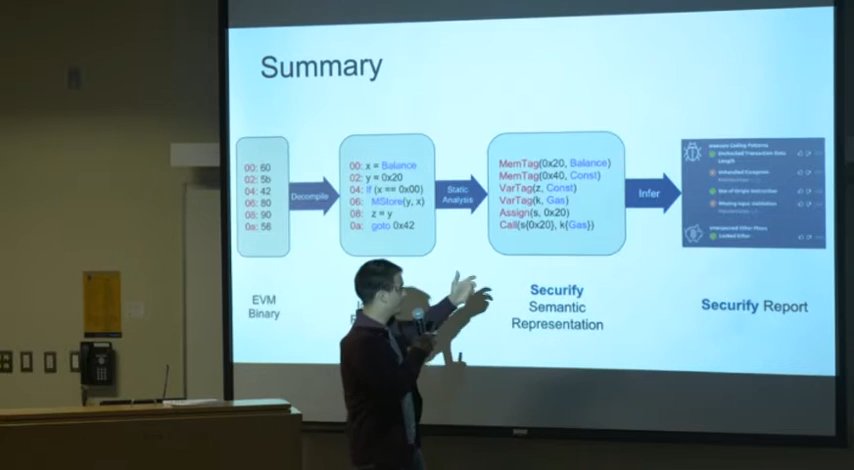 Summary
00: 60
02: 5b
04: 42
06: 80
08: 90
0a: 56
Decompile
00: x = Balance
02: y = 0x20
04: If (x == 0x00)
06: MStore(y, x)
08: z = y
0a: goto 0x42
Static
Analysis
MemTag(0x20, Balance)
MemTag(0x40, Const)
VarTag(z, Const)
VarTag(k, Gas)
Assign(s, 0x20)
Call(s{0x20}, k{Gas})
Infer
Insecure Coding Patterns
Unchecked Transaction Data
Length
Unhandled Exception
Use of Origin Instruction
Missing Input Validation
Unexpected Ether Flows
Locked Ether
EVM
Binary
Securify
Semantic
Representation
Securify Report